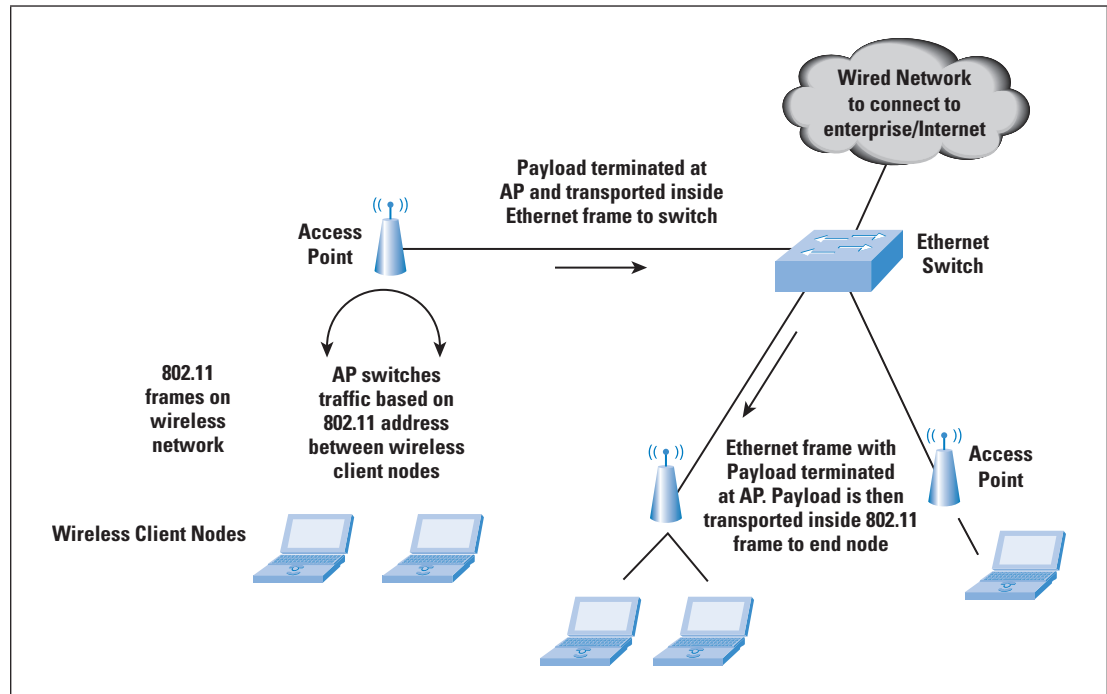 Wired Network
to connect to
enterprise/Internet
Payload terminated at
AP and transported inside
Ethernet frame to switch
Access
Point
Ethernet
Switch
802.11
frames on
wireless
network
AP switches
traffic based on
802.11 address
between wireless
client nodes
Ethernet frame with
Payload terminated
at AP. Payload is then
transported inside 802.11
frame to end node
Access
Point
Wireless Client Nodes